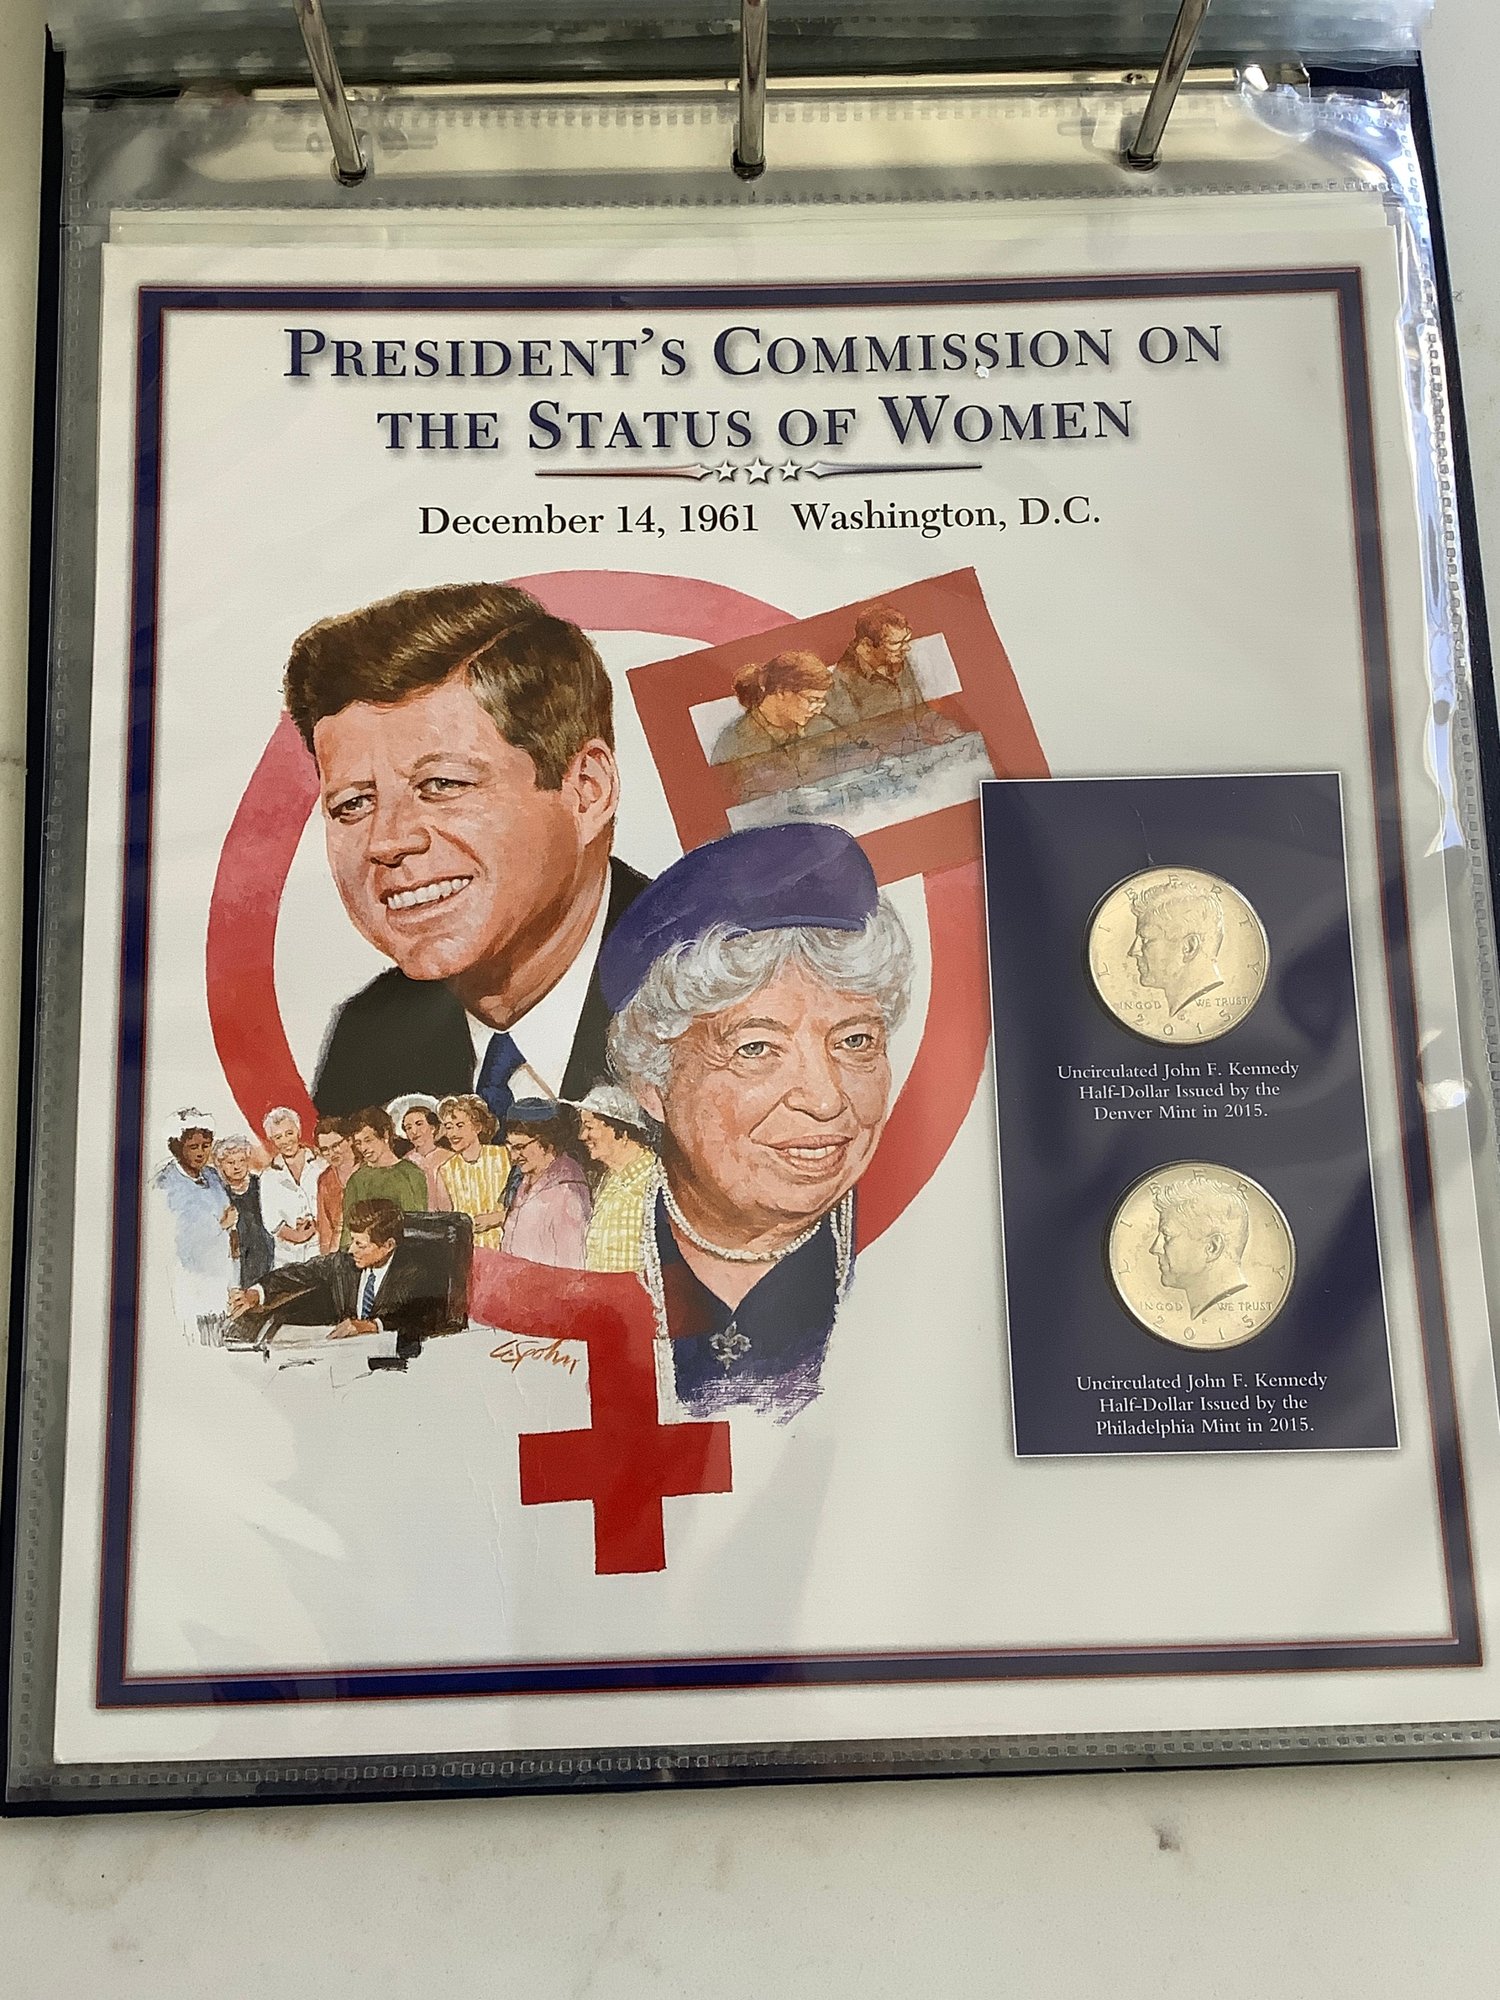 PRESIDENT'S COMMISSION ON
THE STATUS OF WOMEN
December 14, 1961 Washington, D.C.
LIBERTY
IN GOD WE TRUST
2015
Uncirculated John F. Kennedy
Half-Dollar Issued by the
Denver Mint in 2015.
LIBERTY
IN GOD WE TRUST
2015
Uncirculated John F. Kennedy
Half-Dollar Issued by the
Philadelphia Mint in 2015.